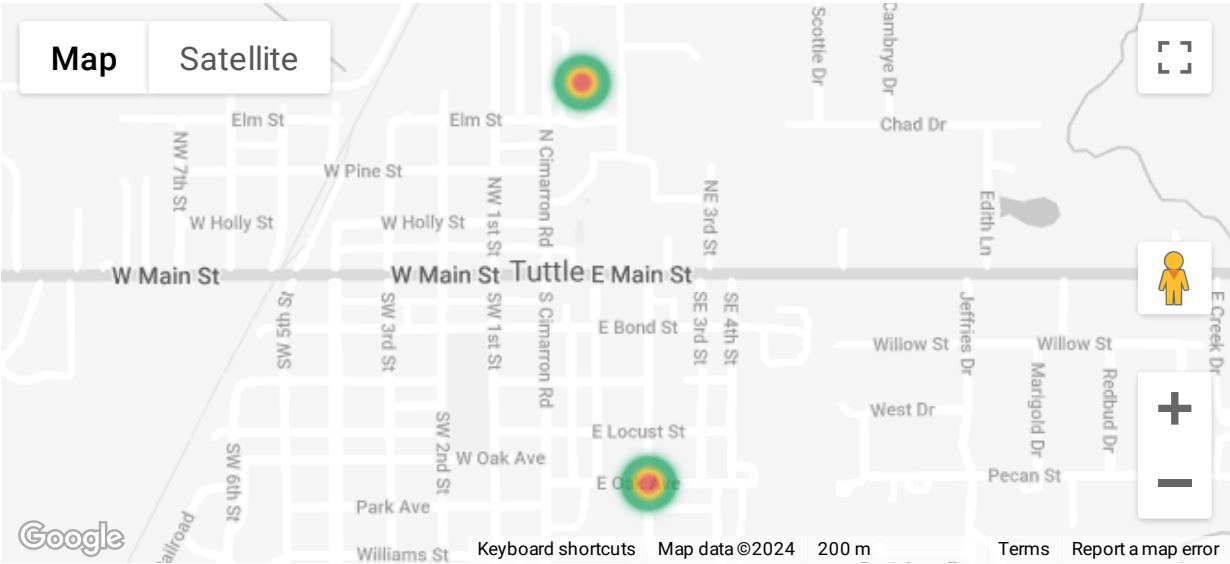 Map
Satellite
Scottie Dr
Cambrye Dr
Elm St
Elm St
Chad Dr
NW 7th St
N Cimarron Rd
W Pine St
NW 1st St
NE 3rd St
Edith Ln
W Holly St
W Holly St
W Main St
W Main St
Tuttle
E Main St
SW 5th St
SW 3rd St
SW 1st St
S Cimarron Rd
SE 3rd St
SE 4th St
Jeffries Dr
E Creek Dr
E Bond St
Willow St
Willow St
Marigold Dr
Redbud Dr
West Dr
SW 2nd St
E Locust St
SW 6th St
W Oak Ave
Pecan St
E Oak Ave
Park Ave
Railroad
Williams St
Google
Keyboard shortcuts
Map data ©2024
200 m
Terms
Report a map error